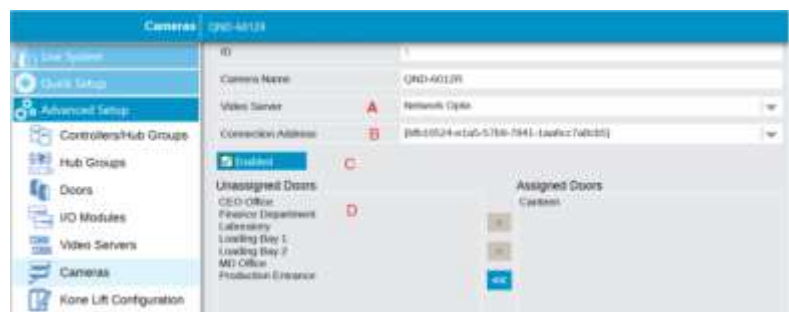 Cameras QND-6012R
Live System
ID 1
Quick Setup
Camera Name QND-6012R
Advanced Setup
Video Server A Network Optix
Controllers/Hub Groups
Connection Address B
Hub Groups
Enabled C
Doors
Unassigned Doors Assigned Doors
CEO Office D Canteen
Finance Department
I/O Modules
Laboratory
Loading Bay 1
Video Servers
Loading Bay 2
MD Office
Cameras
Production Entrance <<
Kone Lift Configuration